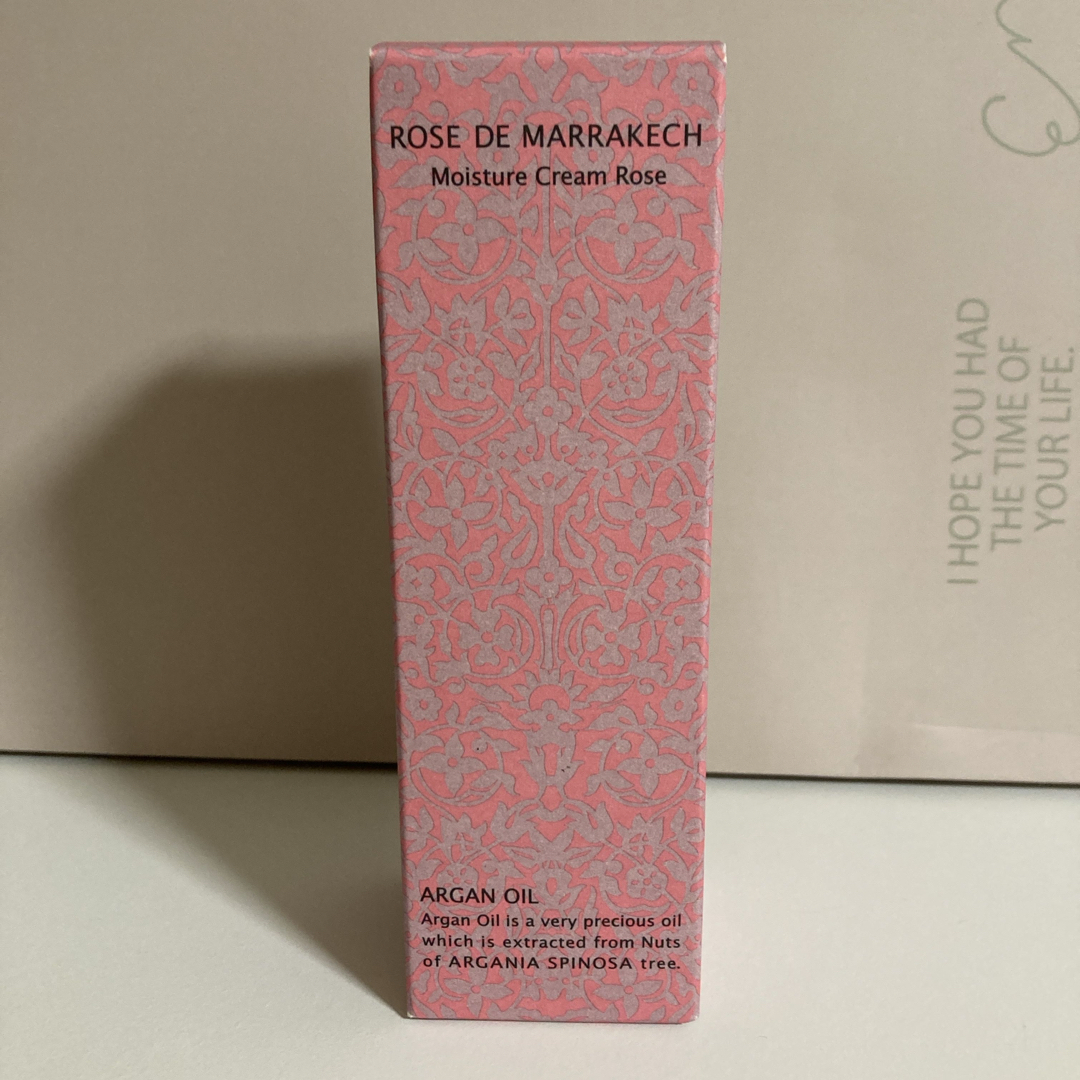 ROSE DE MARRAKECH
Moisture Cream Rose
ARGAN OIL
Argan Oil is a very precious oil
which is extracted from Nuts
of ARGANIA SPINOSA tree.
I HOPE YOU HAD
THE TIME OF
YOUR LIFE.